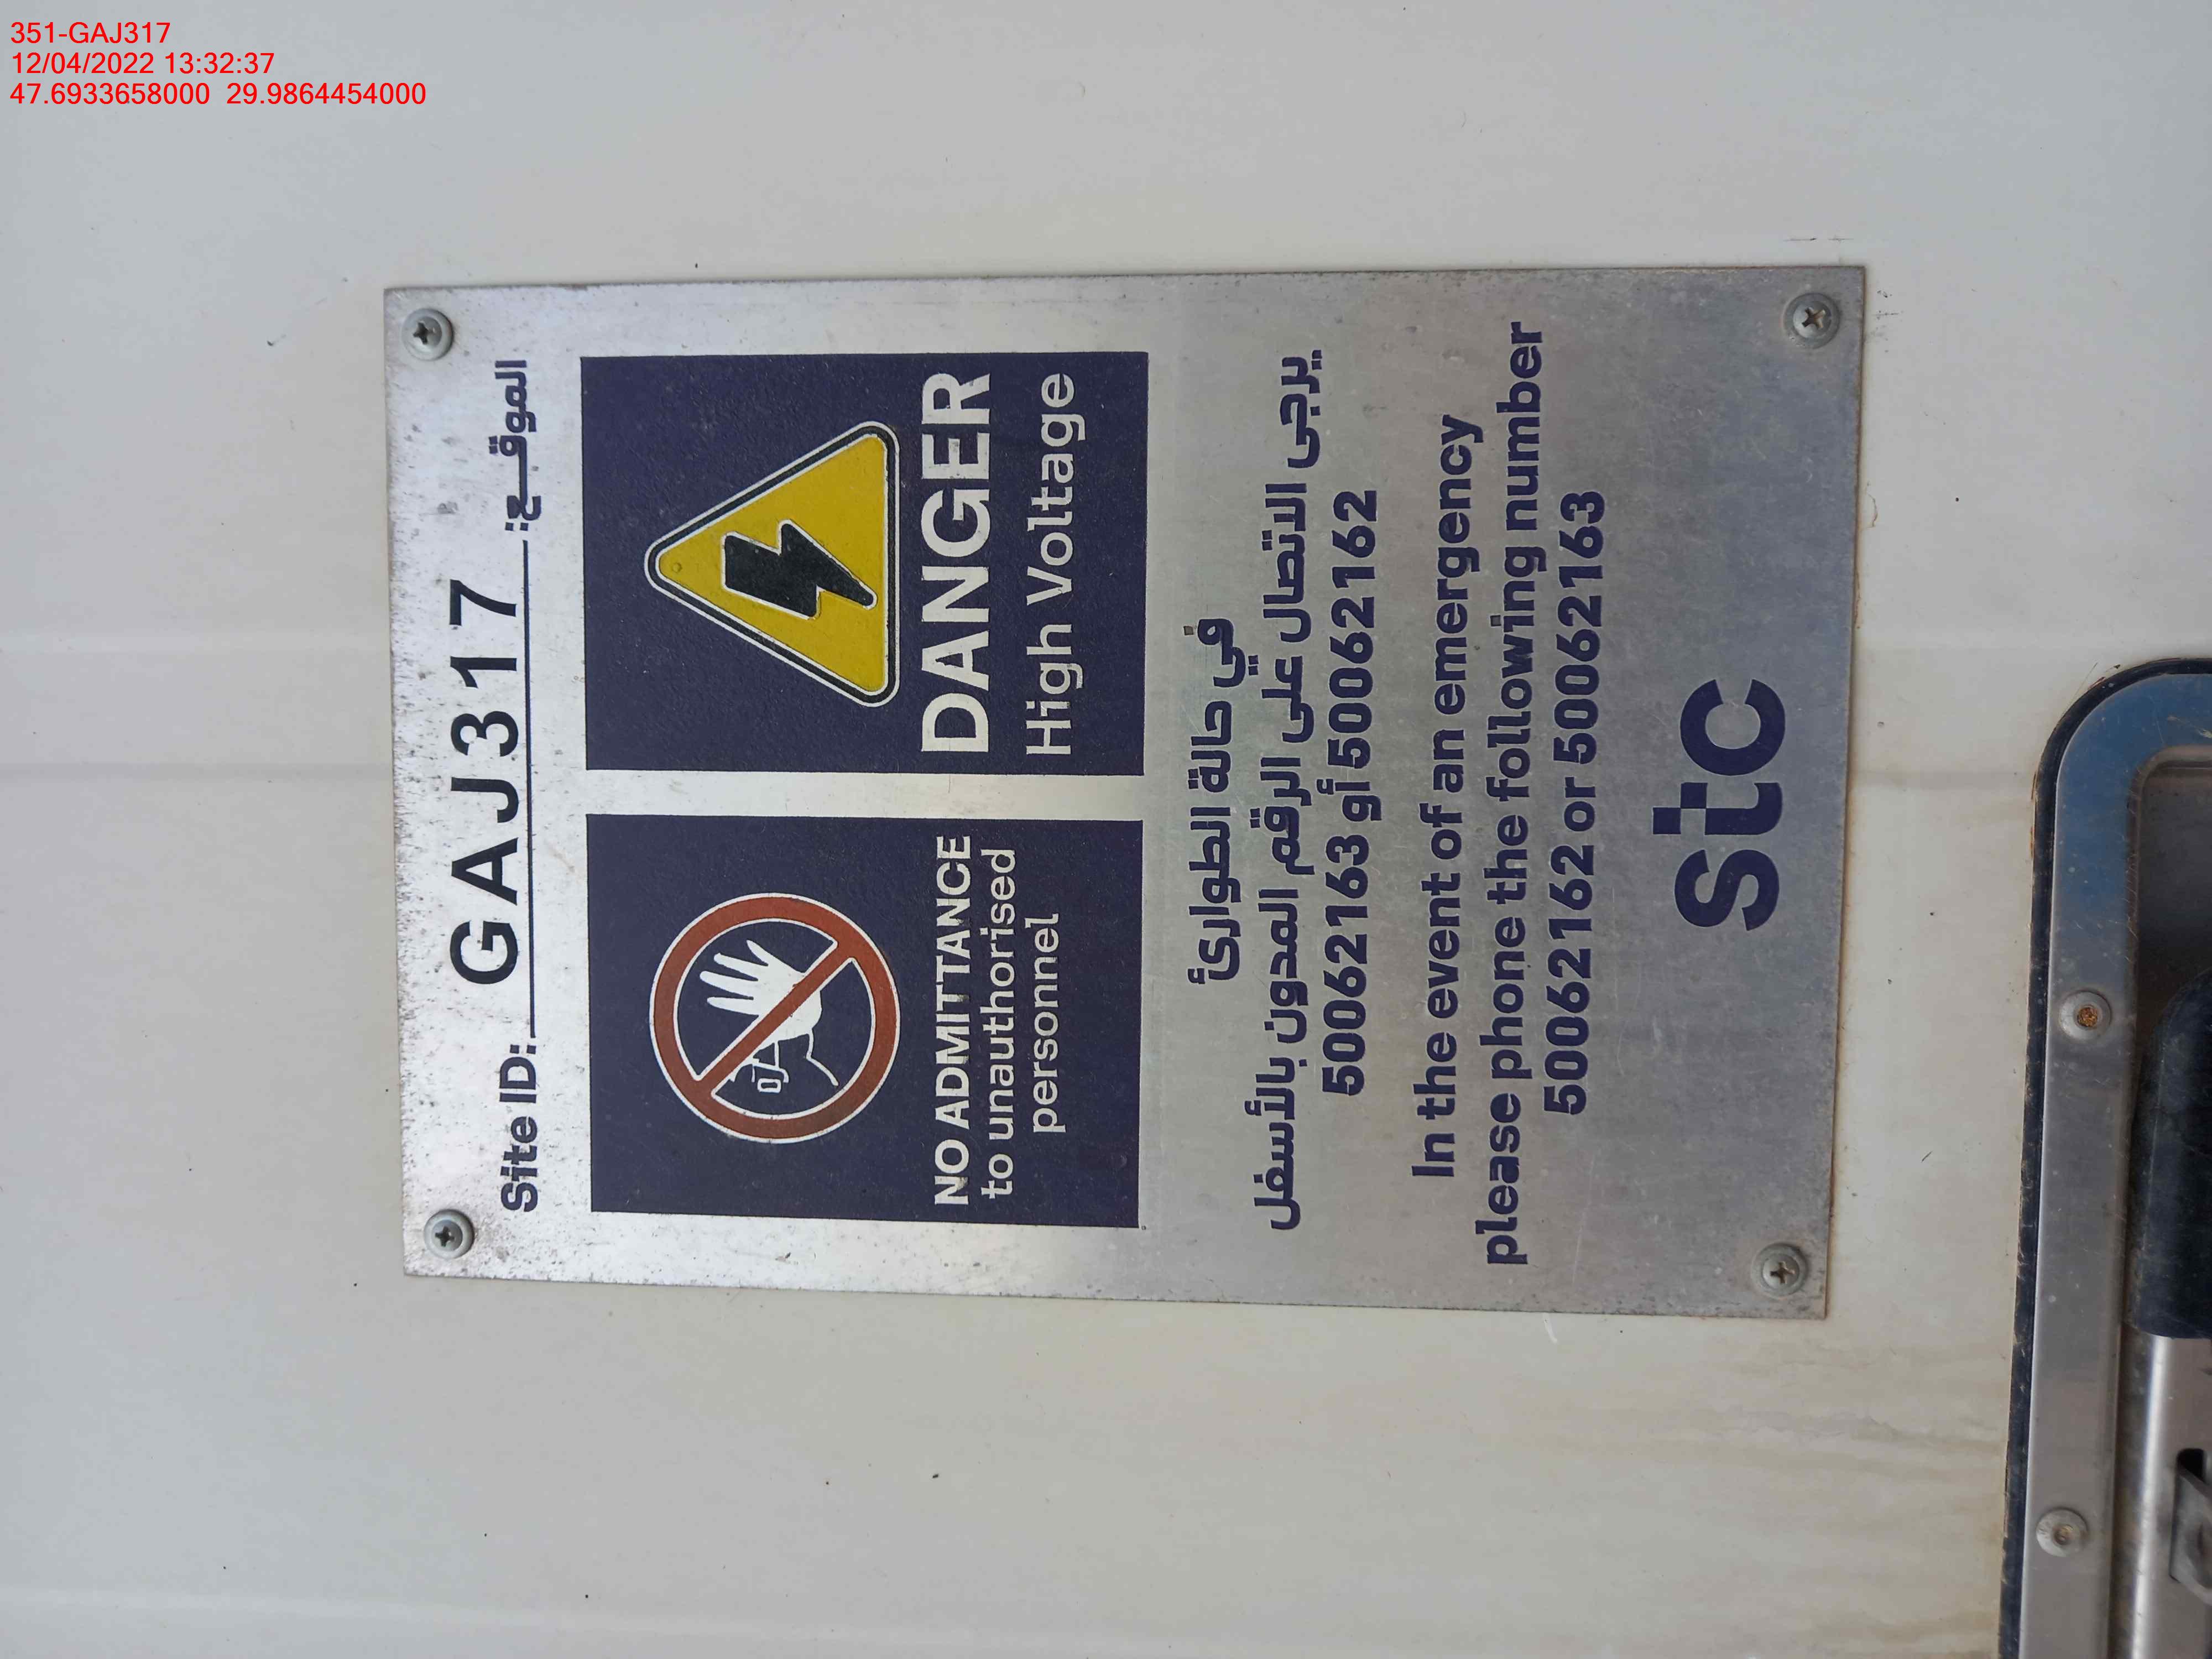 351-GAJ317
12/04/2022 13:32:37
47.6933658000 29.9864454000
Site ID: GAJ317 الموقع:
NO ADMITTANCE
to unauthorised
personnel
DANGER
High Voltage
في حالة الطوارئ
يرجى الاتصال على الرقم المدون بالأسفل
50062162 أو 50062163
In the event of an emergency
please phone the following number
50062162 or 50062163
stc